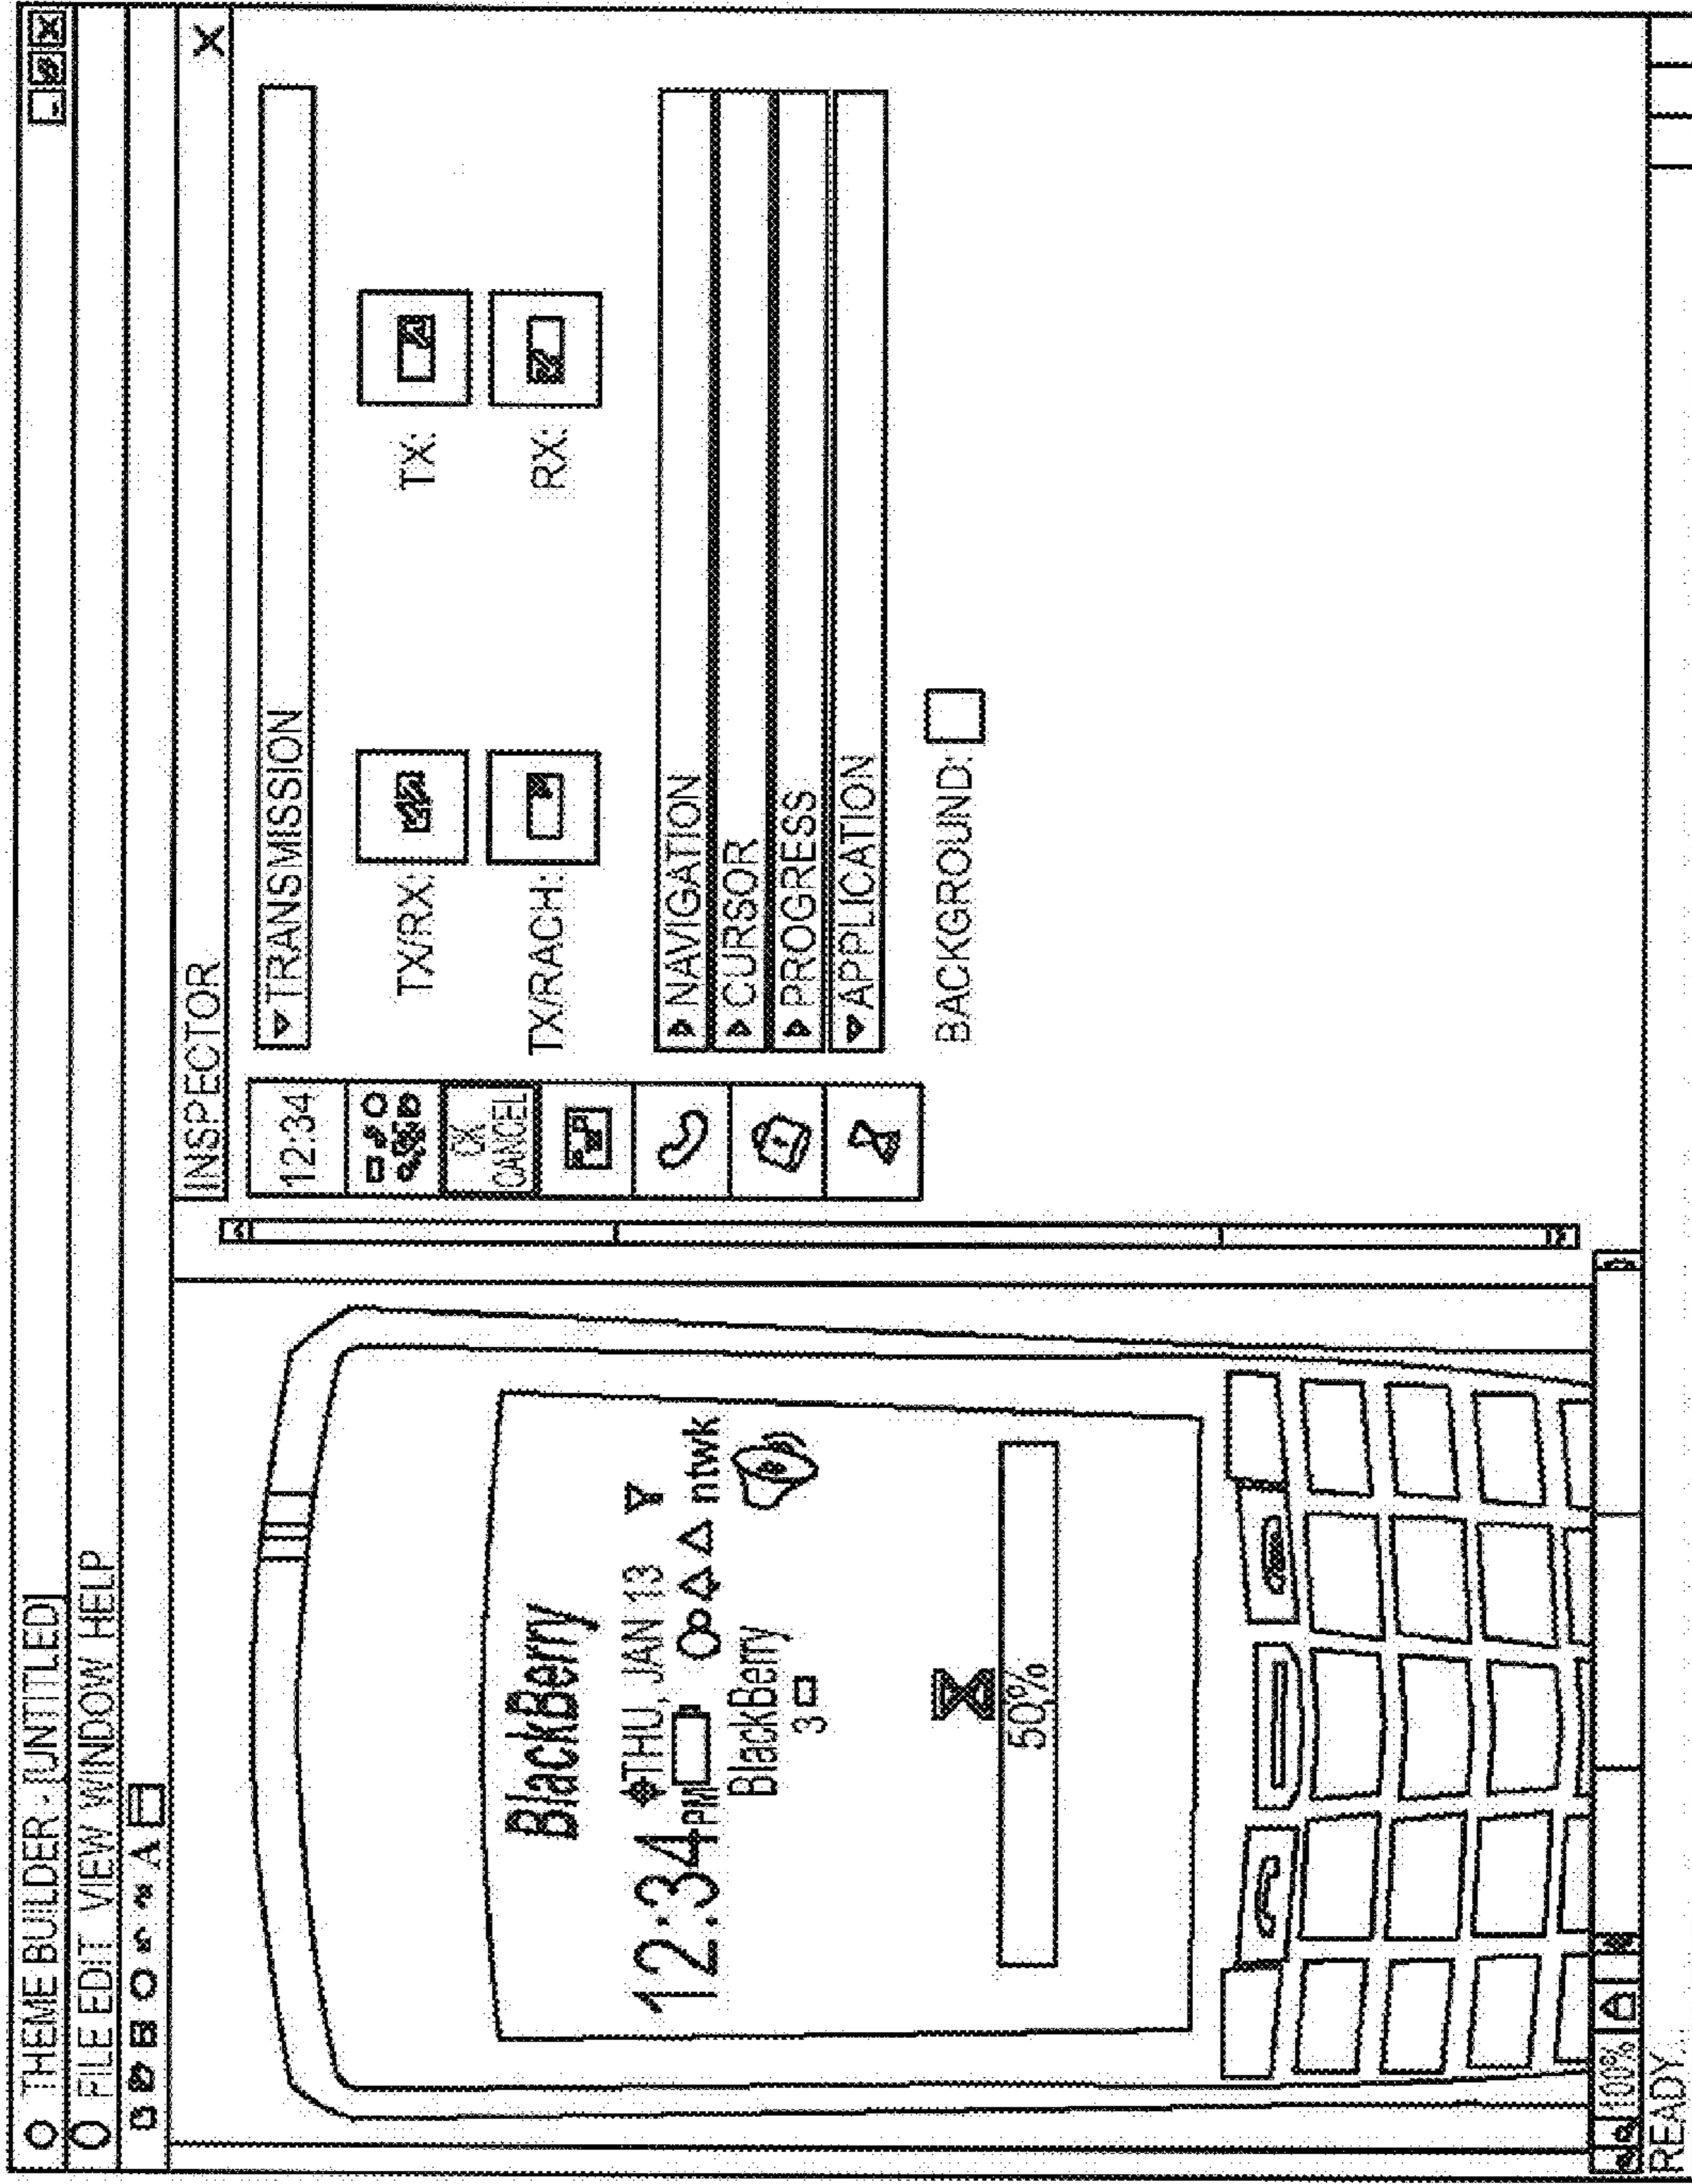 THEME BUILDER - [UNTITLED]
FILE EDIT VIEW WINDOW HELP
A
INSPECTOR
X
BlackBerry
12:34 PM
THU, JAN 13
ntwk
BlackBerry
3
50%
12:34
OK
CANCEL
TRANSMISSION
TX/RX:
TX:
TX/RACH:
RX:
NAVIGATION
CURSOR
PROGRESS
APPLICATION
BACKGROUND:
100%
READY...